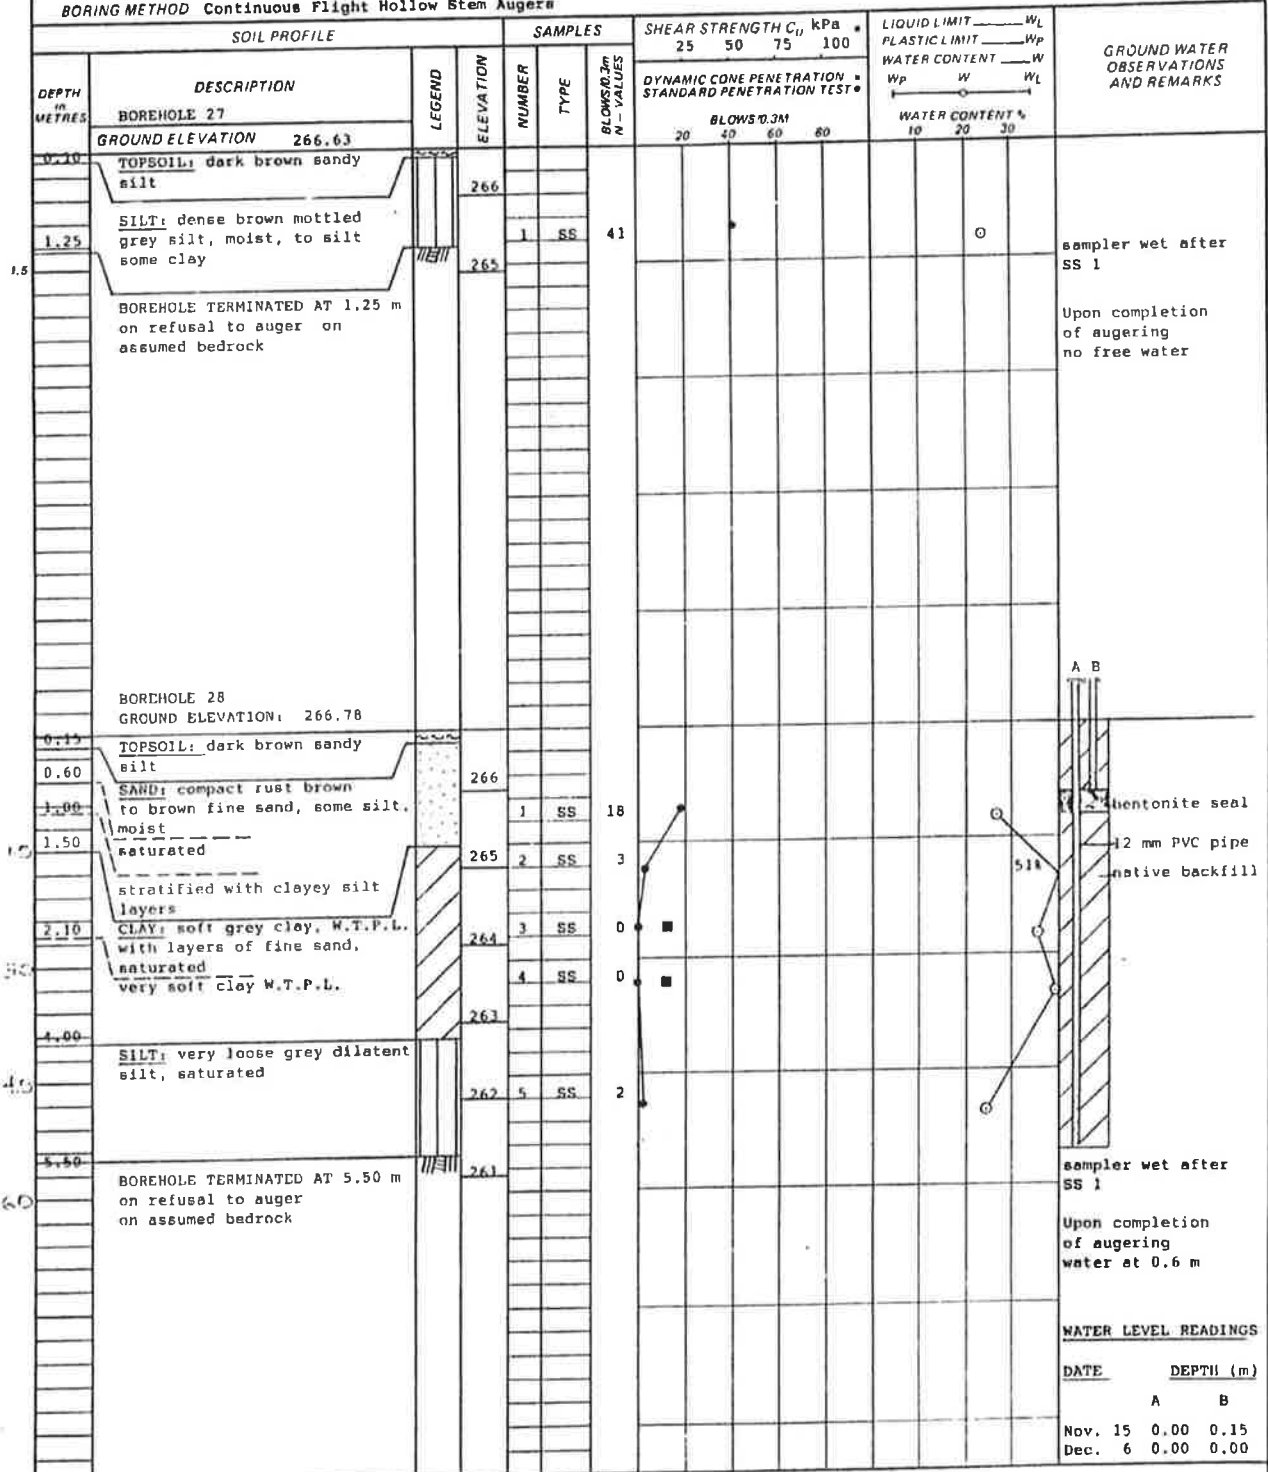 BORING METHOD Continuous Flight Hollow Stem Augers
SOIL PROFILE
SAMPLES
SHEAR STRENGTH Cu, kPa
25 50 75 100
LIQUID LIMIT WL
PLASTIC LIMIT WP
WATER CONTENT W
WP W WL
GROUND WATER
OBSERVATIONS
AND REMARKS
DEPTH
in
METRES
DESCRIPTION
LEGEND
ELEVATION
NUMBER
TYPE
BLOWS/0.3m
N - VALUES
DYNAMIC CONE PENETRATION
STANDARD PENETRATION TEST
BLOWS/0.3M
20 40 60 80
WATER CONTENT %
10 20 30
BOREHOLE 27
GROUND ELEVATION 266.63
0.10
TOPSOIL: dark brown sandy
silt
266
SILT: dense brown mottled
grey silt, moist, to silt
some clay
1.25
1 SS 41
265
1.5
sampler wet after
SS 1
BOREHOLE TERMINATED AT 1.25 m
on refusal to auger on
assumed bedrock
Upon completion
of augering
no free water
A B
BOREHOLE 28
GROUND ELEVATION: 266.78
0.15
TOPSOIL: dark brown sandy
silt
0.60
266
SAND: compact rust brown
to brown fine sand, some silt,
moist
1.00
1 SS 18
bentonite seal
1.50
saturated
12 mm PVC pipe
265
2 SS 3
51%
native backfill
stratified with clayey silt
layers
2.10
CLAY: soft grey clay, W.T.P.L.
with layers of fine sand,
saturated
264
3 SS 0
very soft clay W.T.P.L.
4 SS 0
263
4.00
SILT: very loose grey dilatent
silt, saturated
4.5
262
5 SS 2
5.50
261
BOREHOLE TERMINATED AT 5.50 m
on refusal to auger
on assumed bedrock
6.0
sampler wet after
SS 1
Upon completion
of augering
water at 0.6 m
WATER LEVEL READINGS
DATE DEPTH (m)
A B
Nov. 15 0.00 0.15
Dec. 6 0.00 0.00